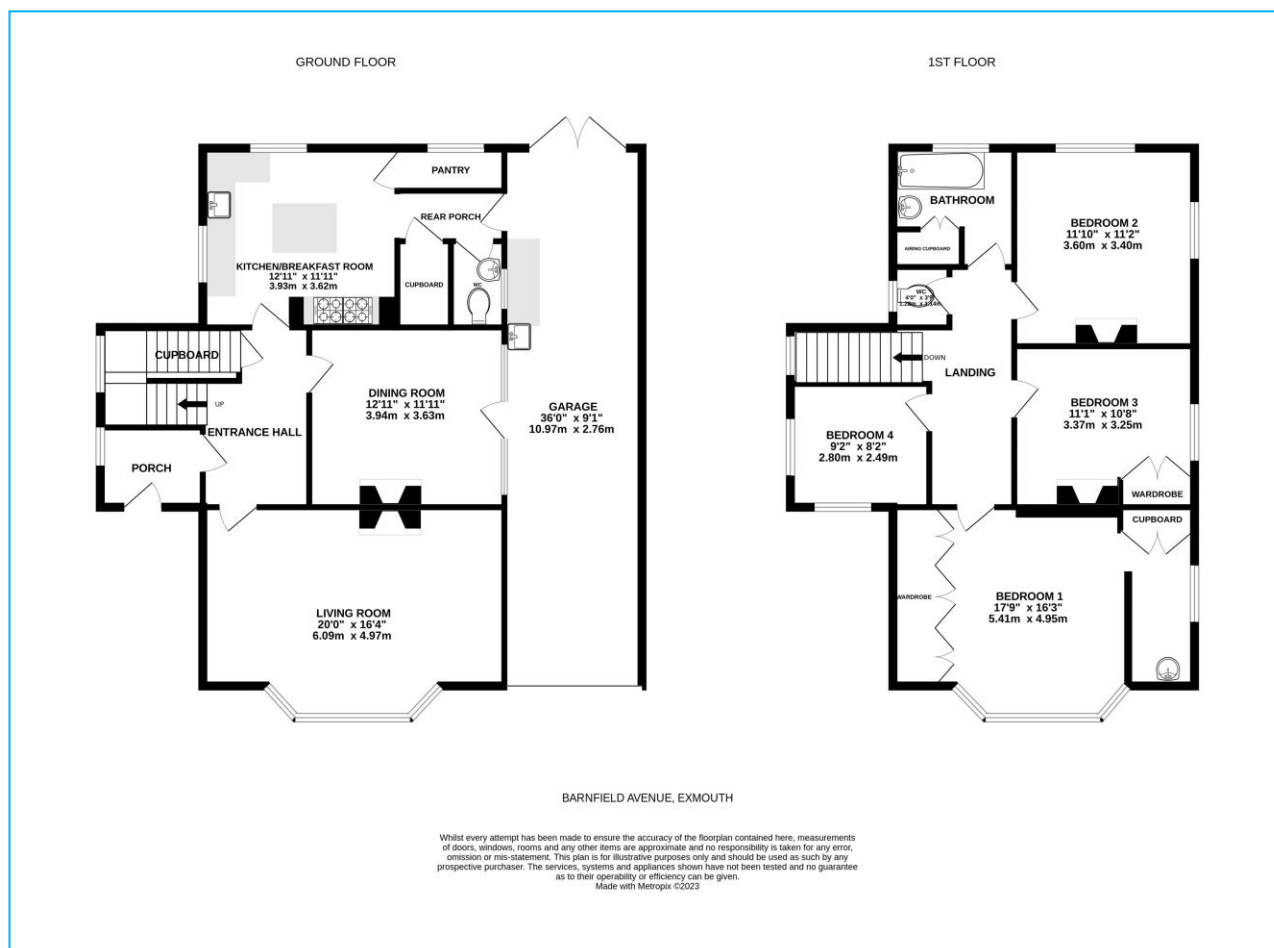 GROUND FLOOR
PANTRY
REAR PORCH
KITCHEN/BREAKFAST ROOM
12'11" x 11'11"
3.93m x 3.62m
CUPBOARD
WC
CUPBOARD
UP
ENTRANCE HALL
PORCH
DINING ROOM
12'11" x 11'11"
3.94m x 3.63m
GARAGE
36'0" x 9'1"
10.97m x 2.76m
LIVING ROOM
20'0" x 16'4"
6.09m x 4.97m
1ST FLOOR
BATHROOM
AIRING CUPBOARD
BEDROOM 2
11'10" x 11'2"
3.60m x 3.40m
WC
4'0" x
DOWN
LANDING
BEDROOM 3
11'1" x 10'8"
3.37m x 3.25m
WARDROBE
BEDROOM 4
9'2" x 8'2"
2.80m x 2.49m
CUPBOARD
WARDROBE
BEDROOM 1
17'9" x 16'3"
5.41m x 4.95m
BARNFIELD AVENUE, EXMOUTH
Whilst every attempt has been made to ensure the accuracy of the floorplan contained here, measurements
of doors, windows, rooms and any other items are approximate and no responsibility is taken for any error,
omission or mis-statement. This plan is for illustrative purposes only and should be used as such by any
prospective purchaser. The services, systems and appliances shown have not been tested and no guarantee
as to their operability or efficiency can be given.
Made with Metropix ©2023